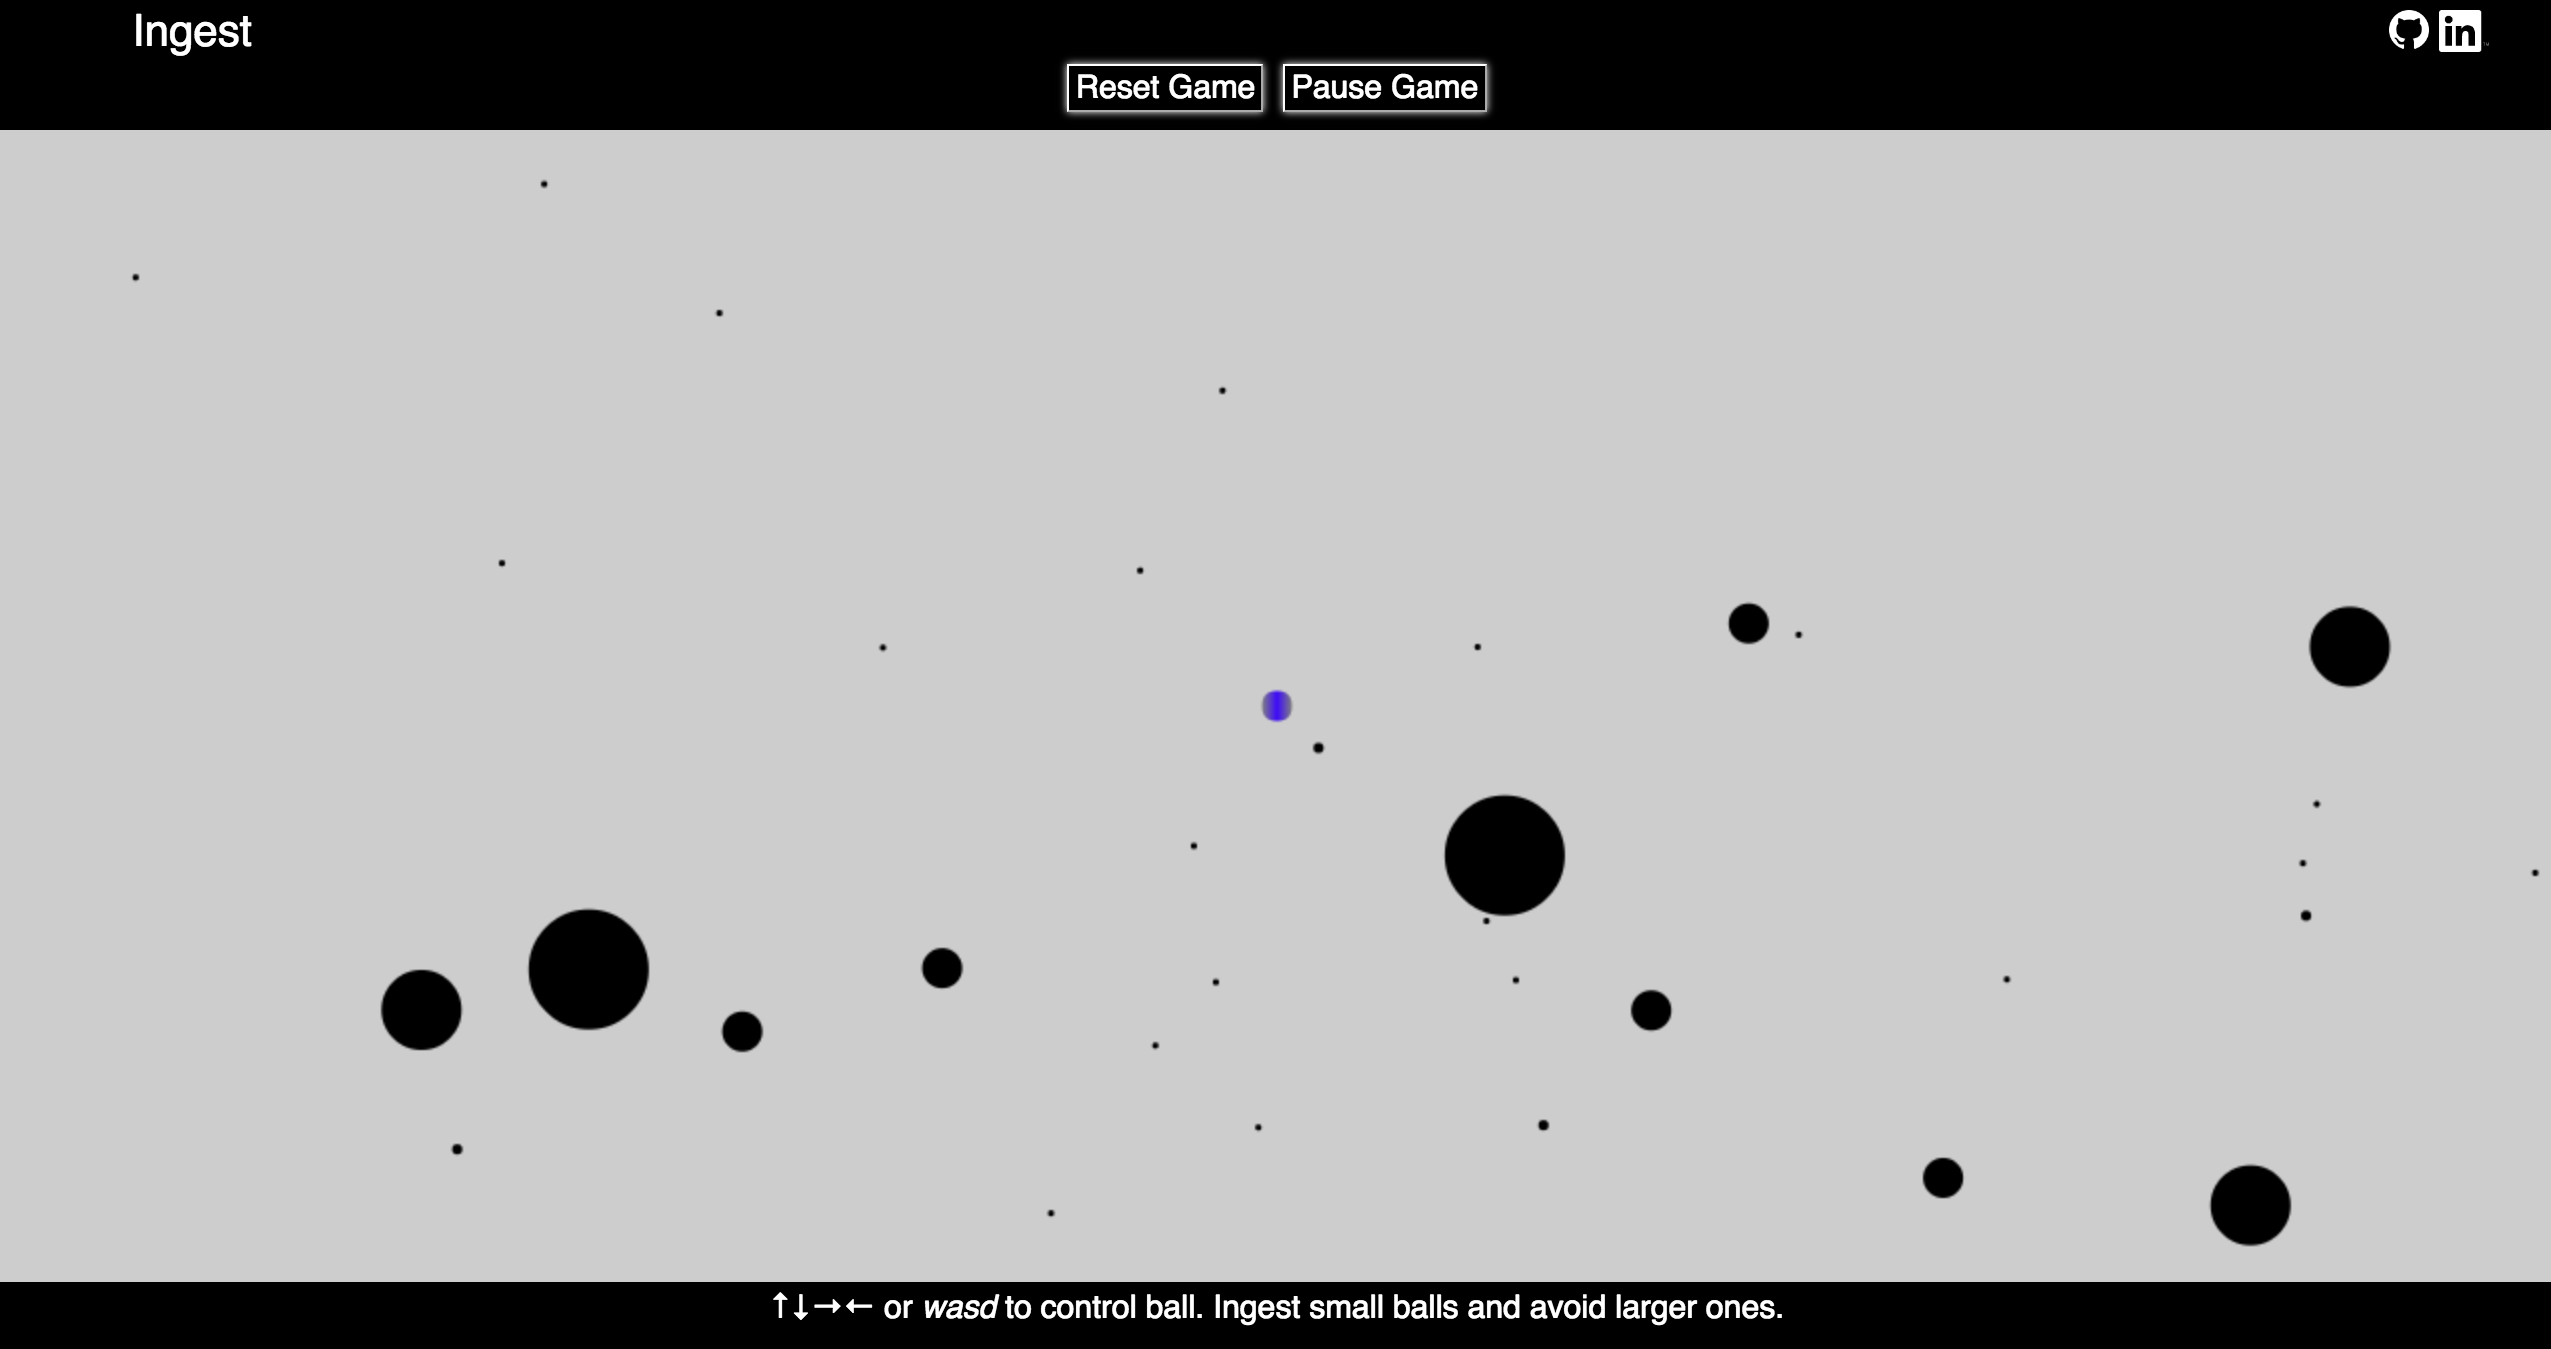 Ingest
Reset Game
Pause Game
↑↓→← or wasd to control ball. Ingest small balls and avoid larger ones.